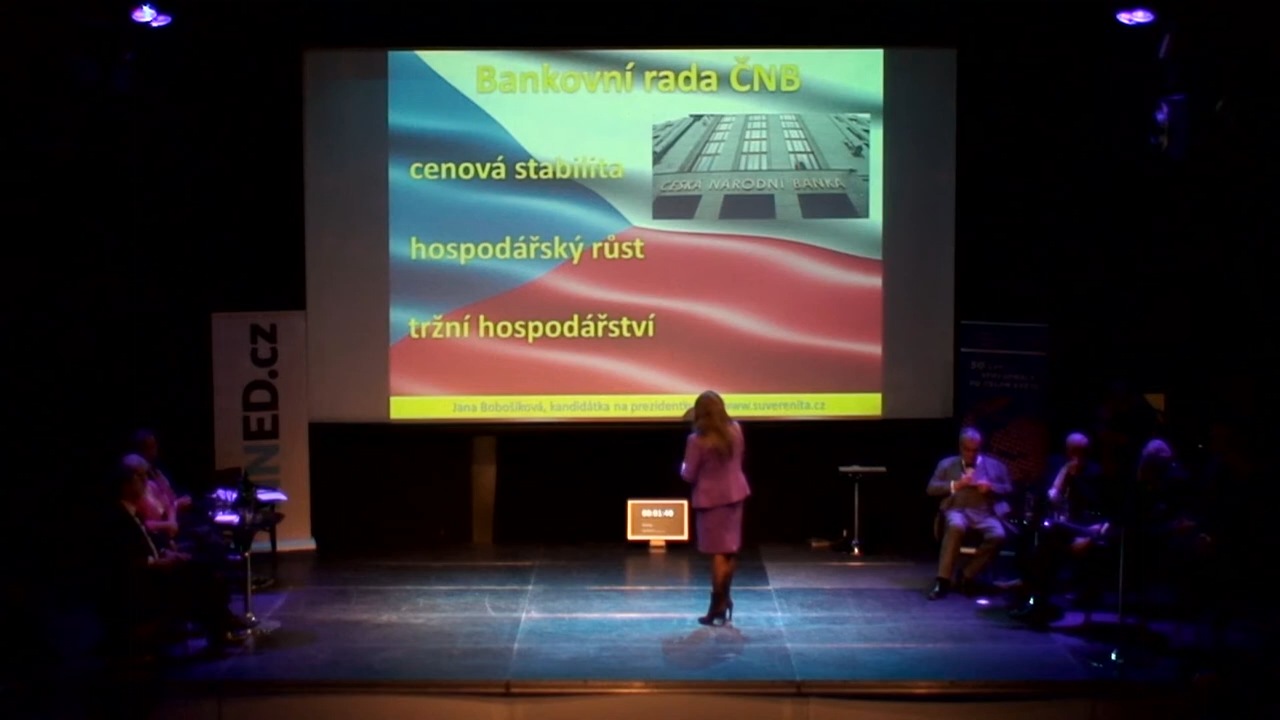 Bankovní rada ČNB
cenová stabilita
ČESKÁ NÁRODNÍ BANKA
hospodářský růst
tržní hospodářství
Jana Bobošíková, kandidátka na prezidentk www.suverenita.cz
iNED.cz
00:01:40